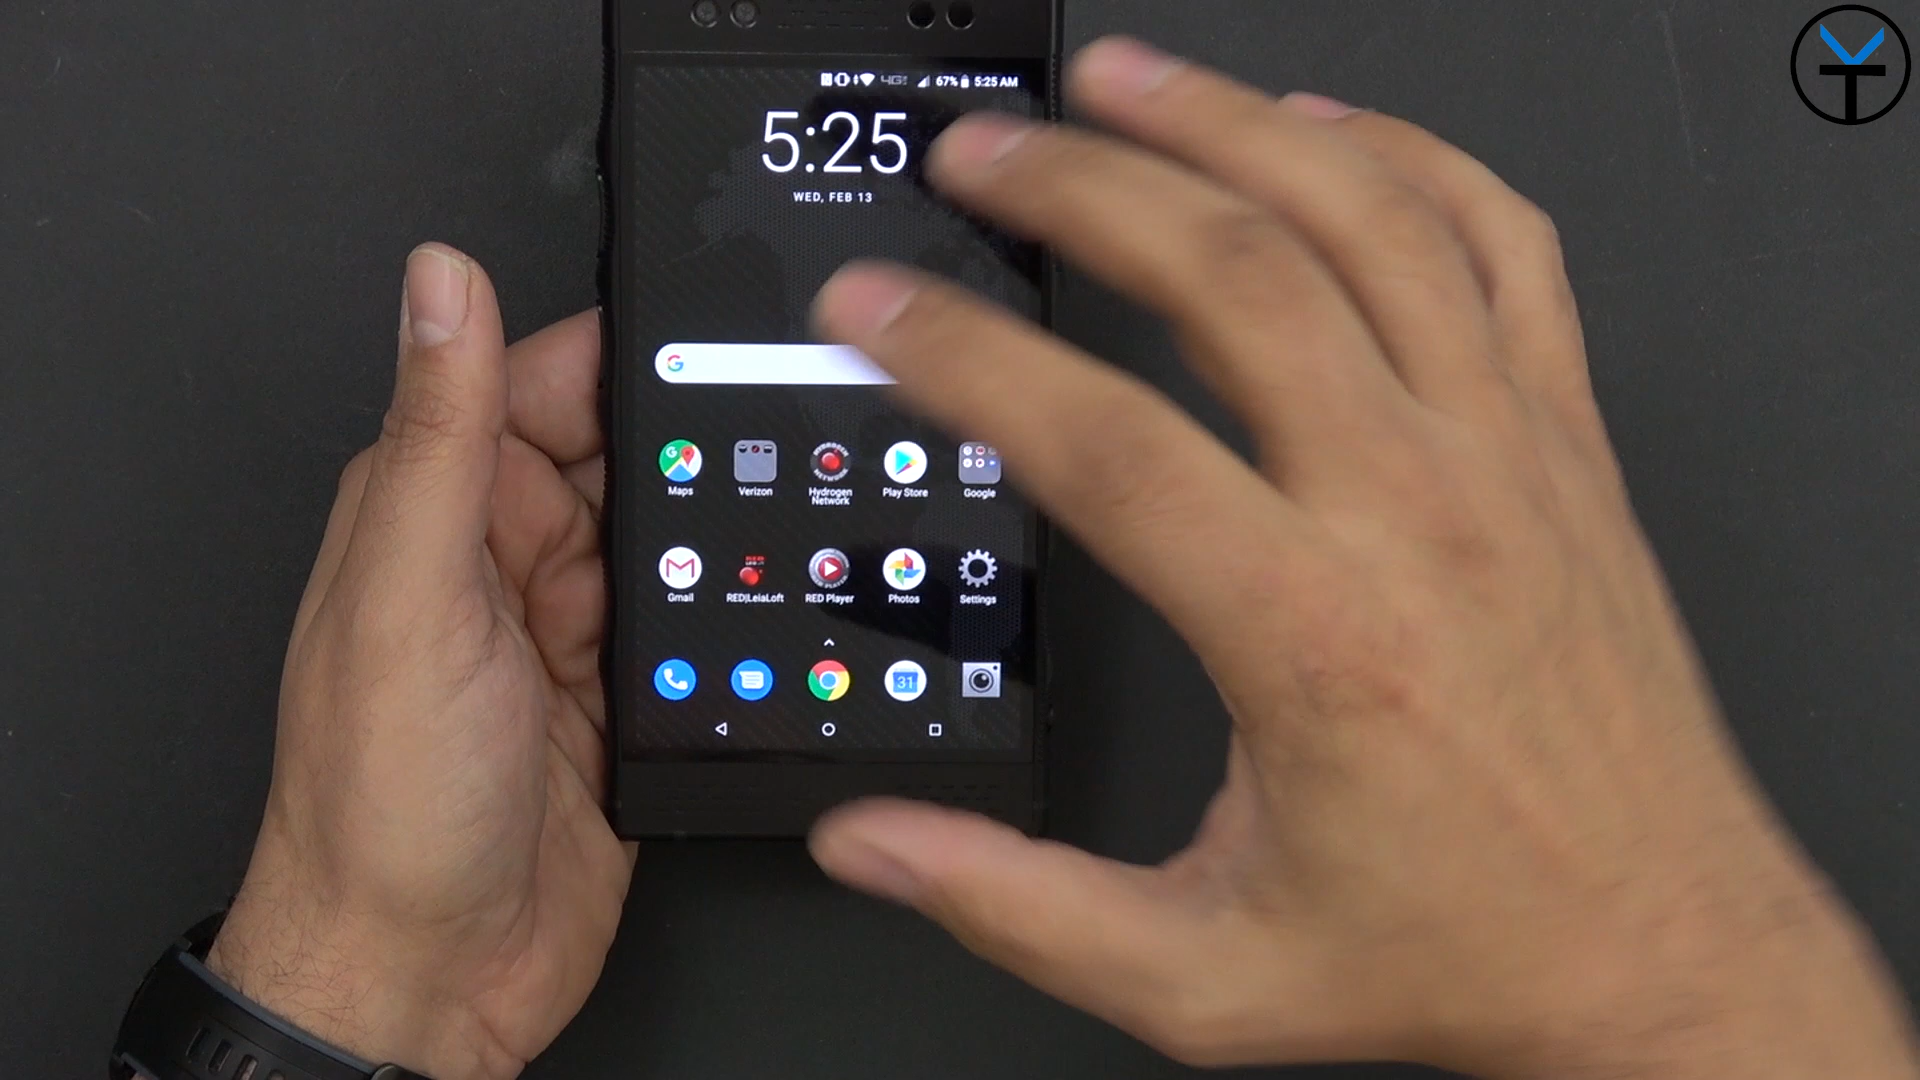 4G 67% 5:25 AM
5:25
WED, FEB 13
G
Maps
Verizon
Hydrogen
Network
Play Store
Google
Gmail
RED|LeiaLoft
RED Player
Photos
Settings
31